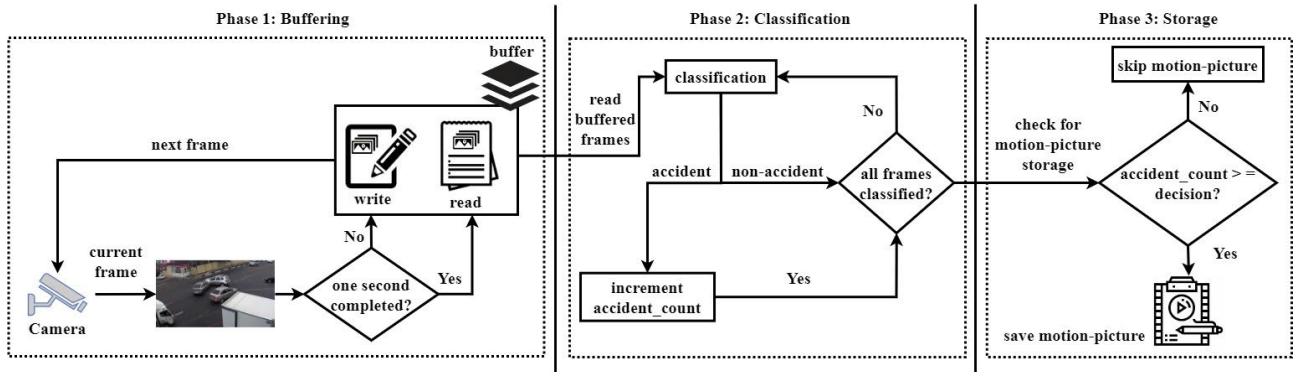 Phase 1: Buffering
buffer
next frame
write
read
No
Yes
current
frame
one second
completed?
Camera
Phase 2: Classification
read
buffered
frames
classification
No
accident
non-accident
all frames
classified?
increment
accident_count
Yes
Phase 3: Storage
skip motion-picture
No
check for
motion-picture
storage
accident_count > =
decision?
Yes
save motion-picture